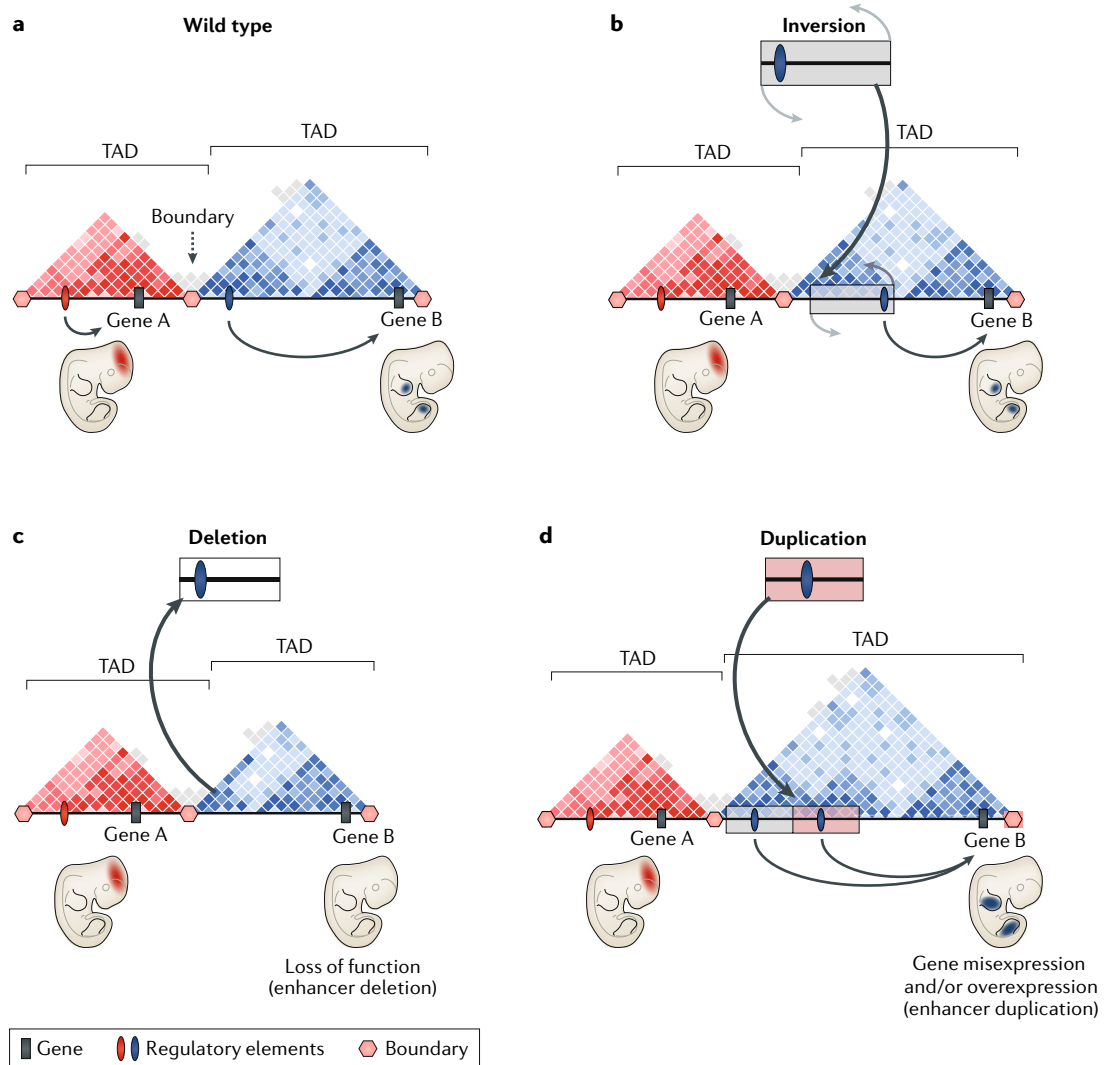 a
Wild type
TAD
TAD
Boundary
Gene A
Gene B
b
Inversion
TAD
TAD
Gene A
Gene B
c
Deletion
TAD
TAD
Gene A
Gene B
Loss of function
(enhancer deletion)
d
Duplication
TAD
TAD
Gene A
Gene B
Gene misexpression
and/or overexpression
(enhancer duplication)
Gene
Regulatory elements
Boundary